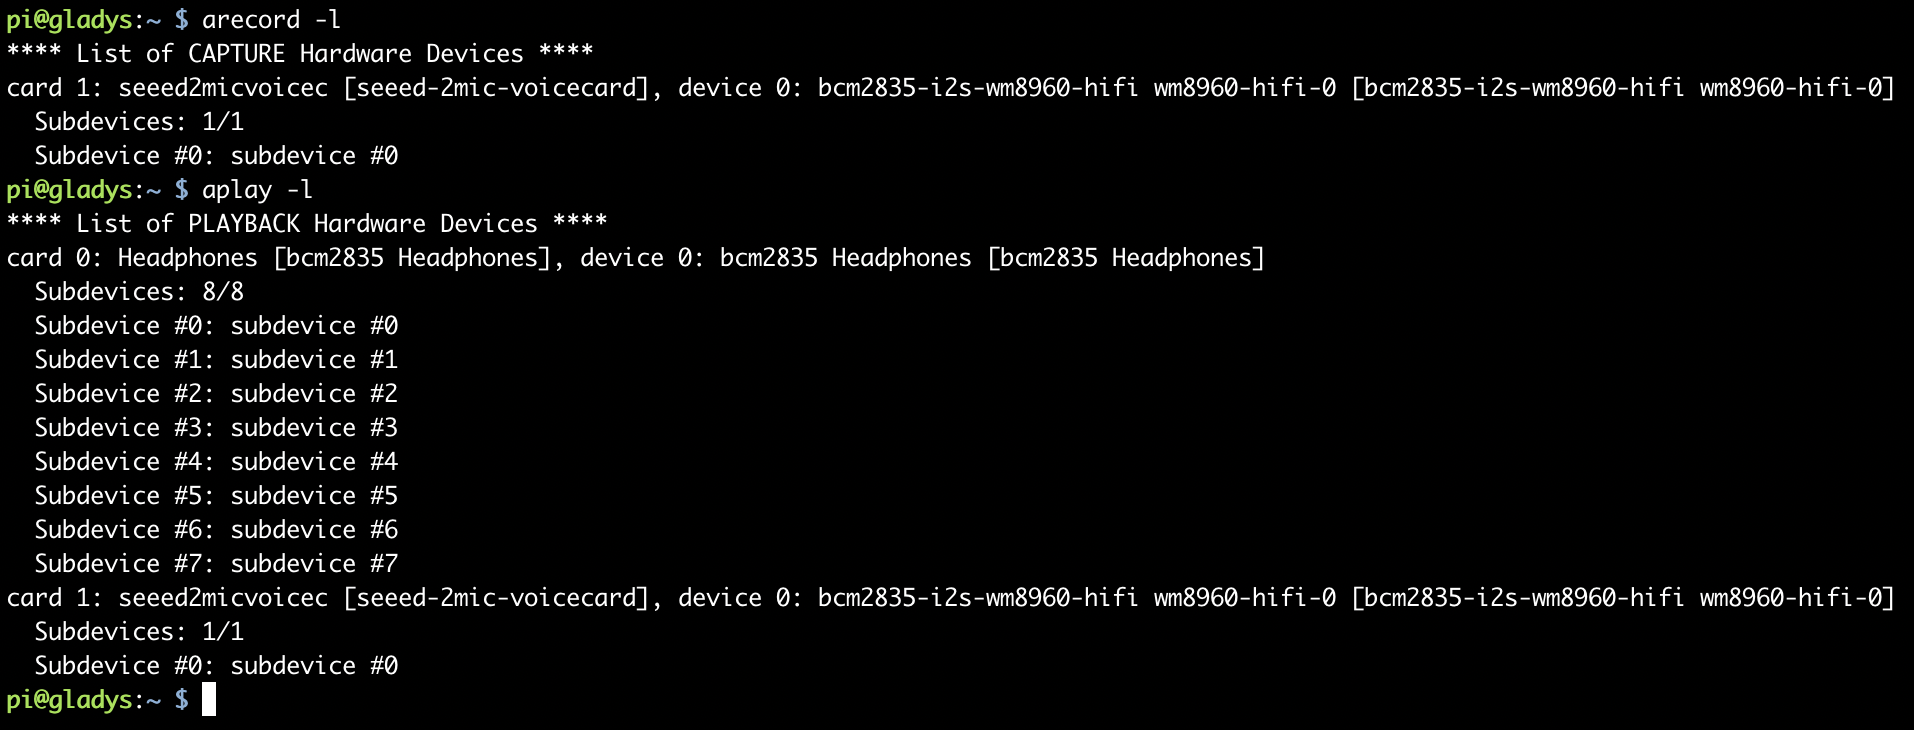 pi@gladys:~ $ arecord -l
**** List of CAPTURE Hardware Devices ****
card 1: seeed2micvoicec [seeed-2mic-voicecard], device 0: bcm2835-i2s-wm8960-hifi wm8960-hifi-0 [bcm2835-i2s-wm8960-hifi wm8960-hifi-0]
  Subdevices: 1/1
  Subdevice #0: subdevice #0
pi@gladys:~ $ aplay -l
**** List of PLAYBACK Hardware Devices ****
card 0: Headphones [bcm2835 Headphones], device 0: bcm2835 Headphones [bcm2835 Headphones]
  Subdevices: 8/8
  Subdevice #0: subdevice #0
  Subdevice #1: subdevice #1
  Subdevice #2: subdevice #2
  Subdevice #3: subdevice #3
  Subdevice #4: subdevice #4
  Subdevice #5: subdevice #5
  Subdevice #6: subdevice #6
  Subdevice #7: subdevice #7
card 1: seeed2micvoicec [seeed-2mic-voicecard], device 0: bcm2835-i2s-wm8960-hifi wm8960-hifi-0 [bcm2835-i2s-wm8960-hifi wm8960-hifi-0]
  Subdevices: 1/1
  Subdevice #0: subdevice #0
pi@gladys:~ $